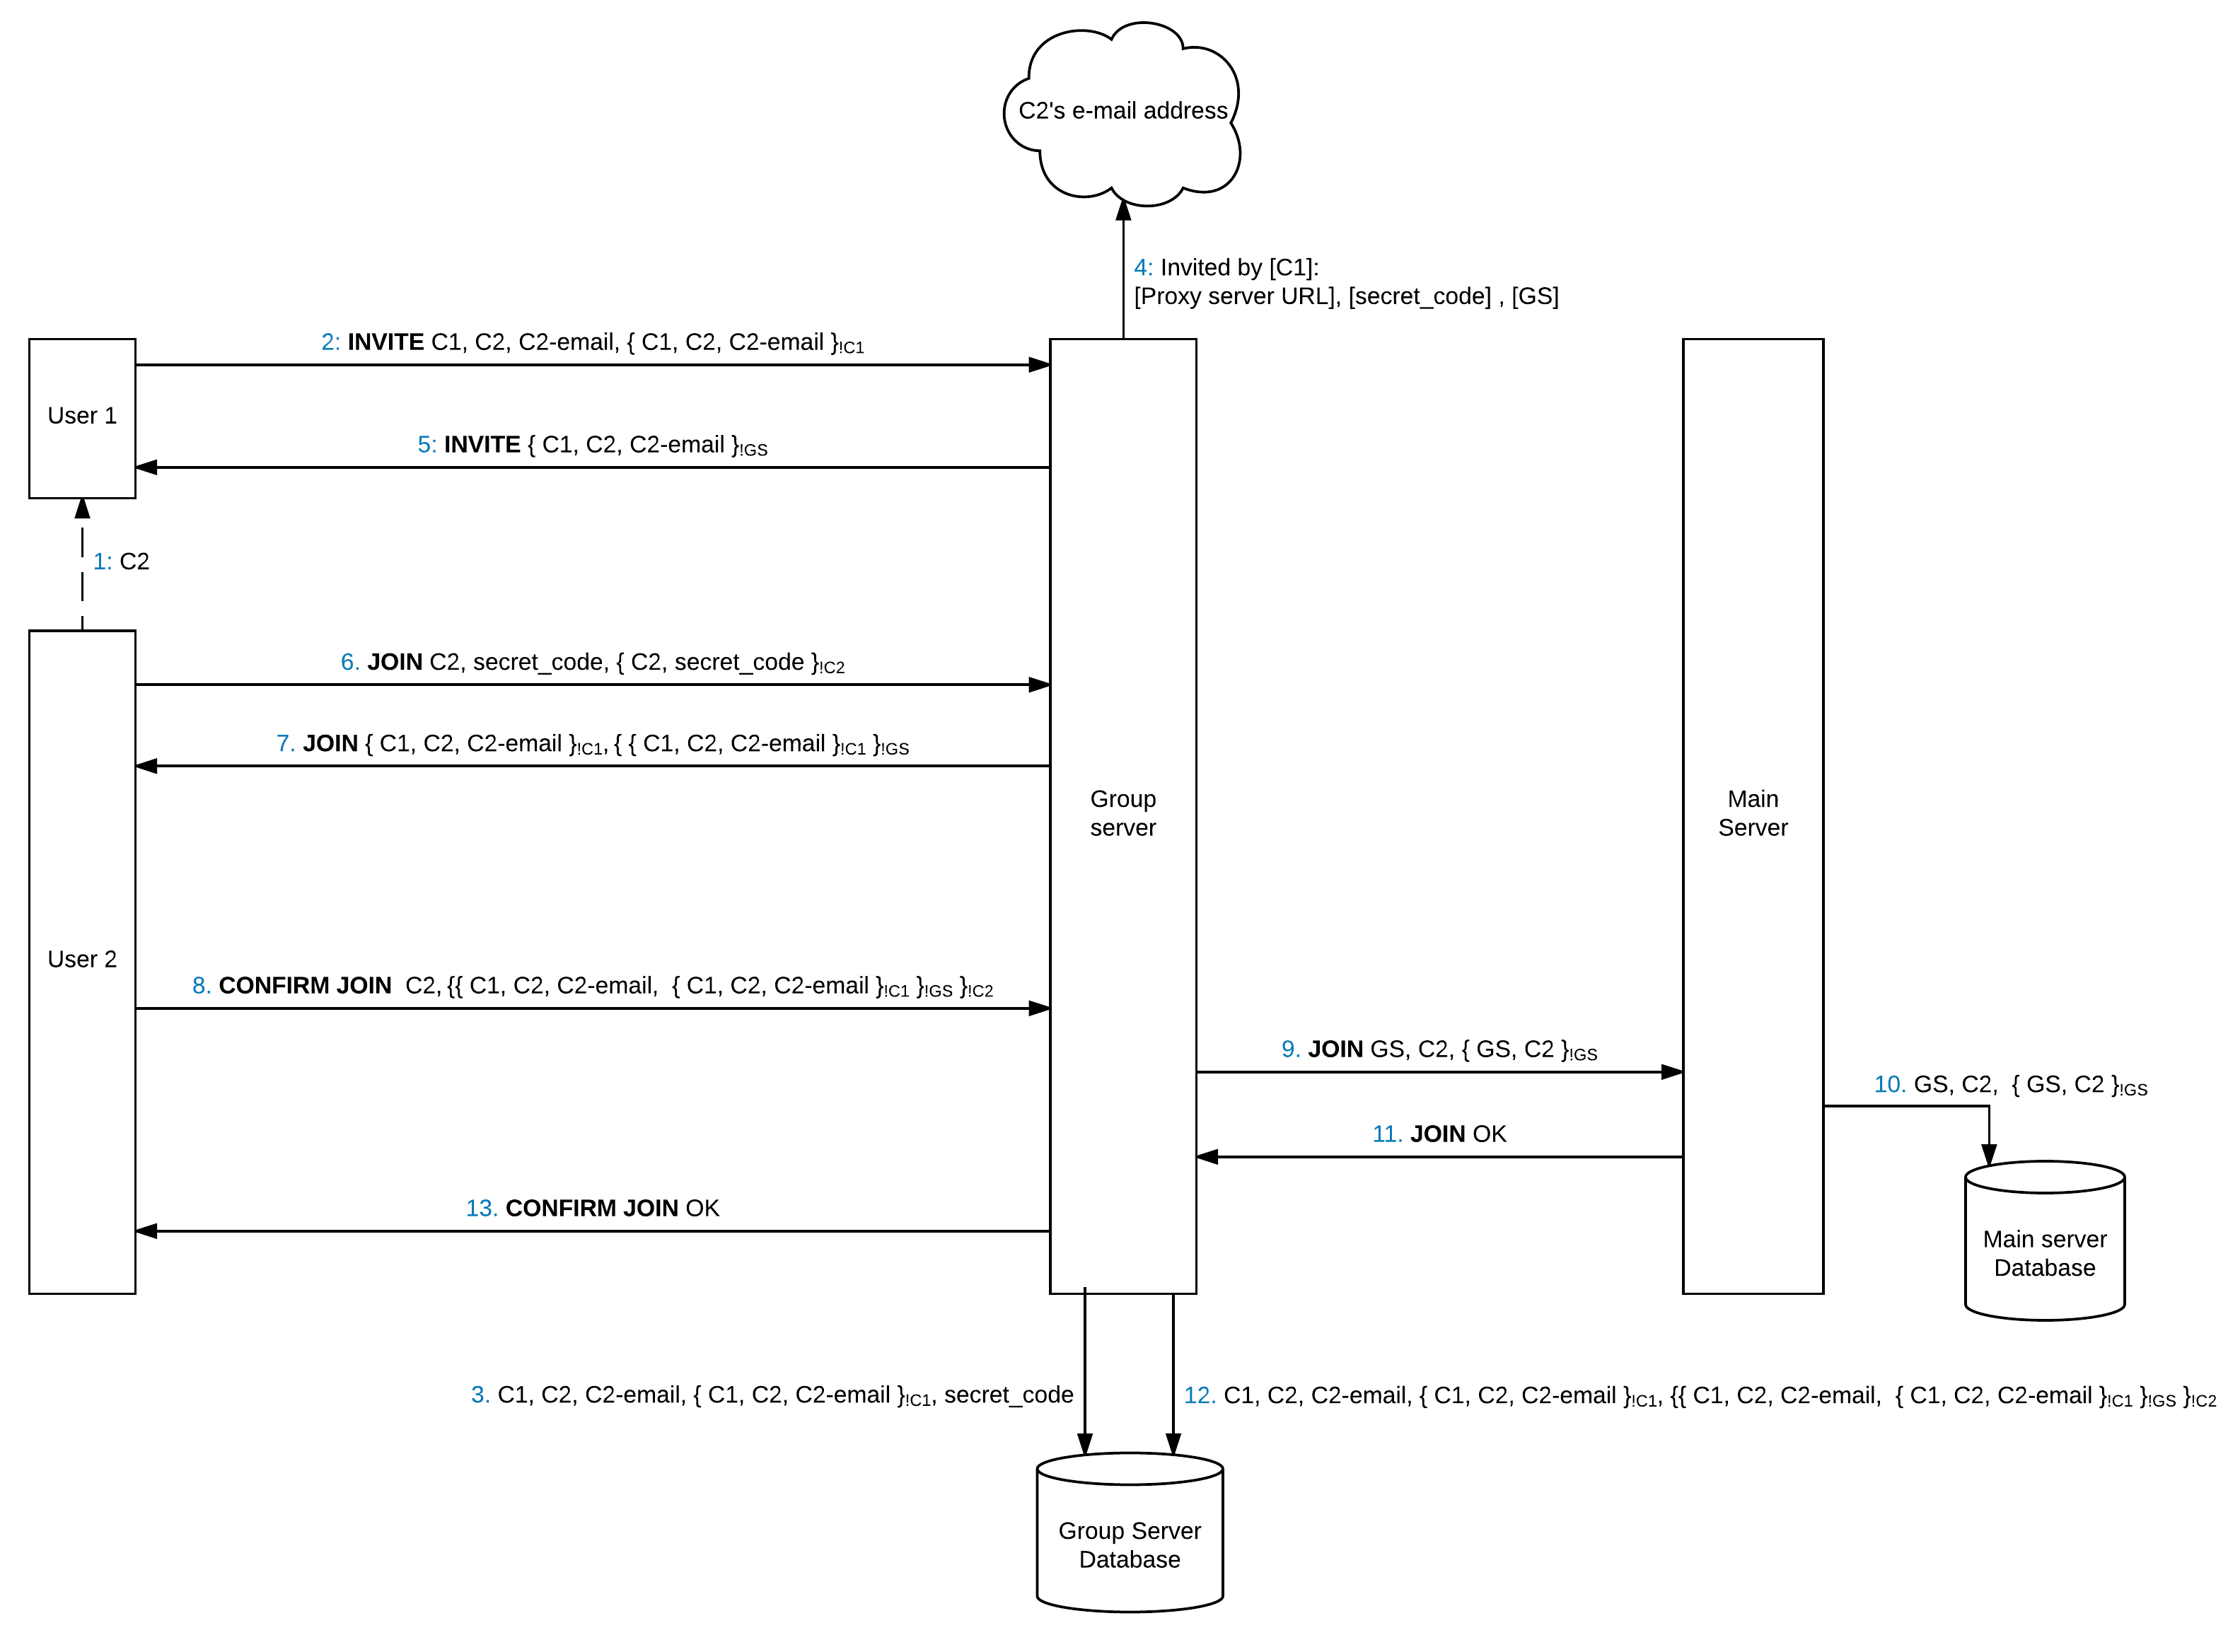 C2's e-mail address
4: Invited by [C1]:
[Proxy server URL], [secret_code] , [GS]
2: INVITE C1, C2, C2-email, { C1, C2, C2-email }!C1
User 1
5: INVITE { C1, C2, C2-email }!GS
1: C2
6. JOIN C2, secret_code, { C2, secret_code }!C2
7. JOIN { C1, C2, C2-email }!C1, { { C1, C2, C2-email }!C1 }!GS
Group
server
Main
Server
User 2
8. CONFIRM JOIN C2, {{ C1, C2, C2-email, { C1, C2, C2-email }!C1 }!GS }!C2
9. JOIN GS, C2, { GS, C2 }!GS
10. GS, C2, { GS, C2 }!GS
11. JOIN OK
13. CONFIRM JOIN OK
Main server
Database
3. C1, C2, C2-email, { C1, C2, C2-email }!C1, secret_code
12. C1, C2, C2-email, { C1, C2, C2-email }!C1, {{ C1, C2, C2-email, { C1, C2, C2-email }!C1 }!GS }!C2
Group Server
Database